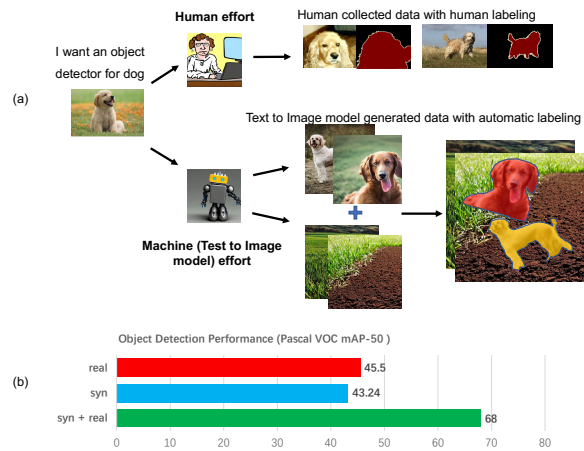 Human effort
Human collected data with human labeling
I want an object
detector for dog
(a)
Text to Image model generated data with automatic labeling
Machine (Test to Image
model) effort
Object Detection Performance (Pascal VOC mAP-50 )
(b)
real
45.5
syn
43.24
syn + real
68
0 10 20 30 40 50 60 70 80